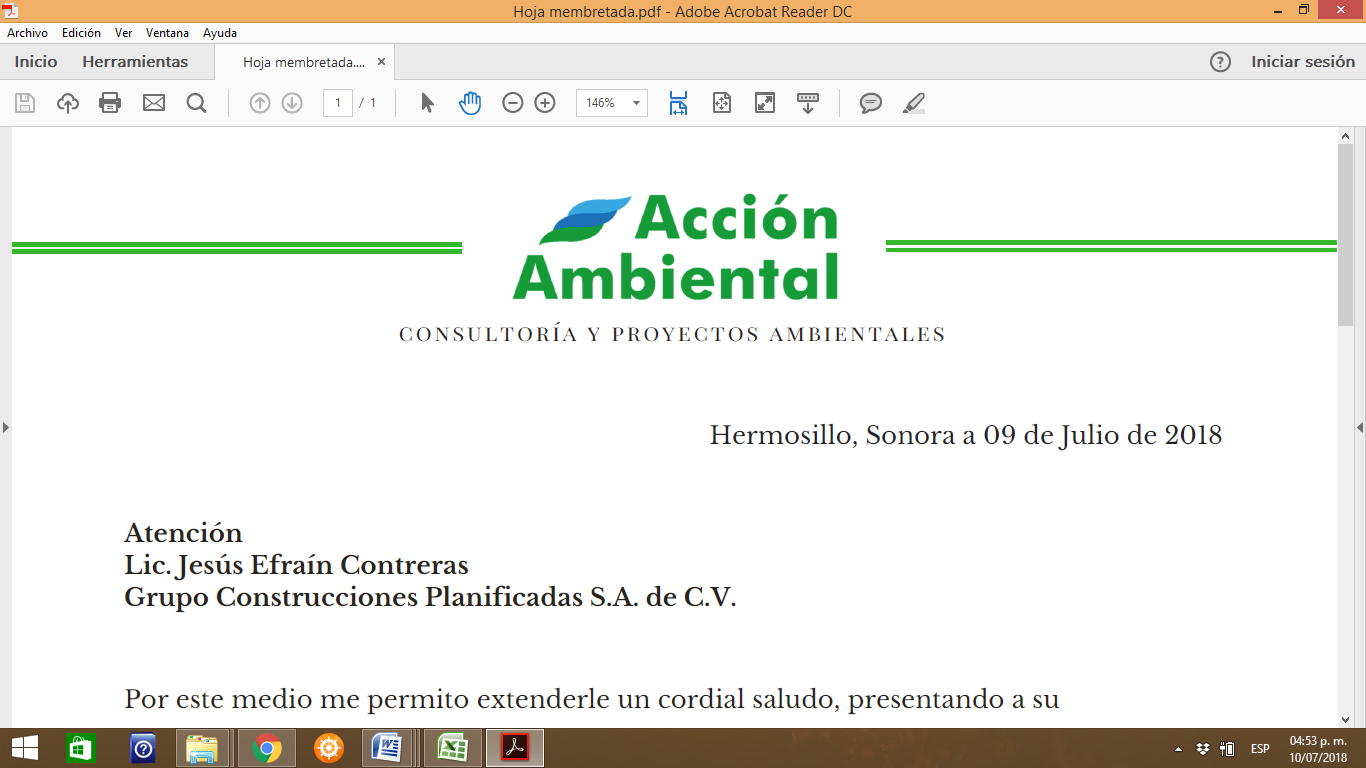 Hoja membretada.pdf - Adobe Acrobat Reader DC
Archivo Edición Ver Ventana Ayuda
Inicio Herramientas Hoja membretada.... × Iniciar sesión
1 / 1 146%
Acción
Ambiental
CONSULTORÍA Y PROYECTOS AMBIENTALES
Hermosillo, Sonora a 09 de Julio de 2018
Atención
Lic. Jesús Efraín Contreras
Grupo Construcciones Planificadas S.A. de C.V.
Por este medio me permito extenderle un cordial saludo, presentando a su
ESP 04:53 p. m.
10/07/2018